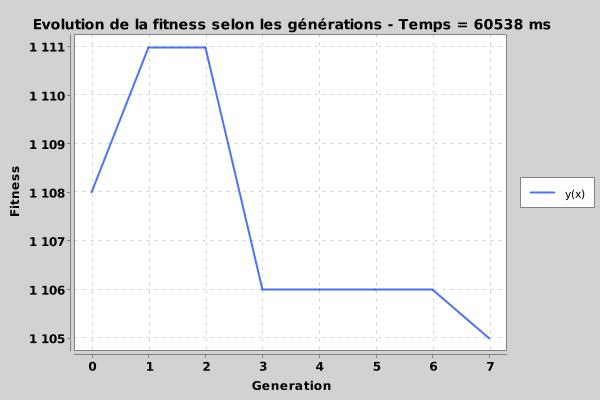 Evolution de la fitness selon les générations - Temps = 60538 ms
1 111
1 110
1 109
1 108
1 107
1 106
1 105
Fitness
0 1 2 3 4 5 6 7
Generation
y(x)